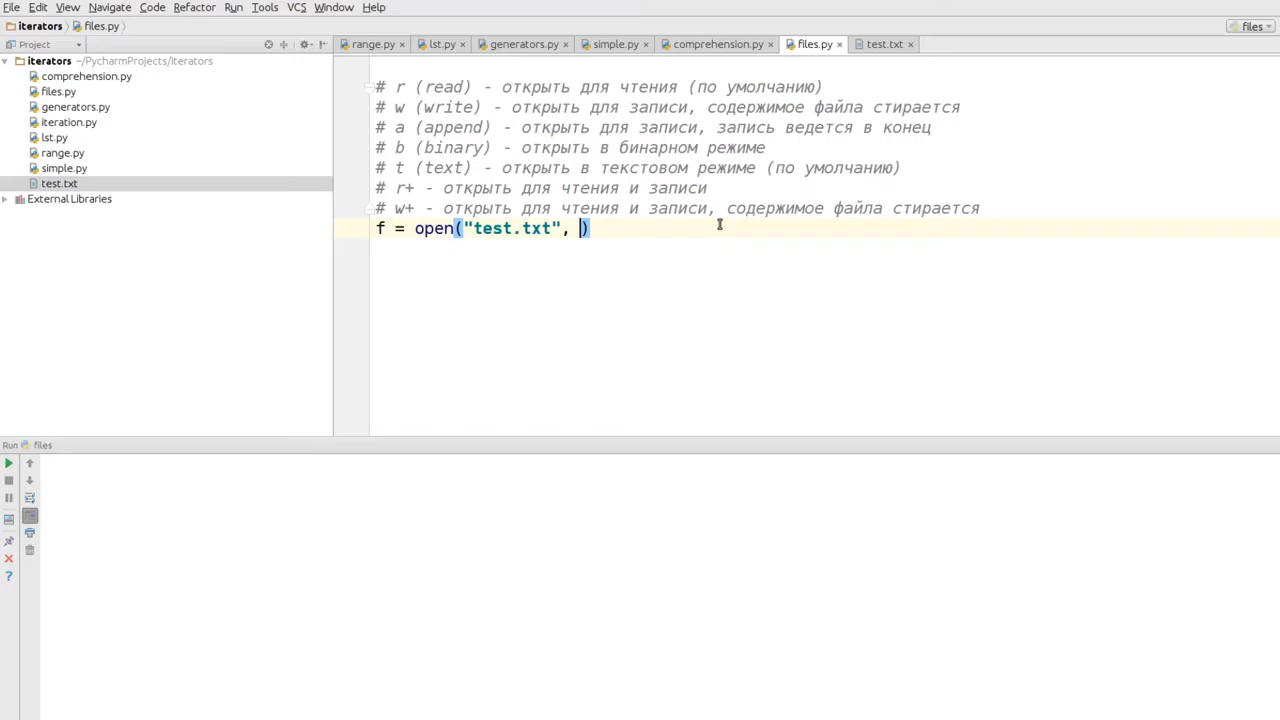 File Edit View Navigate Code Refactor Run Tools VCS Window Help
iterators files.py files
Project range.py lst.py generators.py simple.py comprehension.py files.py test.txt
iterators ~/PycharmProjects/iterators
comprehension.py
files.py
generators.py
iteration.py
lst.py
range.py
simple.py
test.txt
External Libraries
# r (read) - открыть для чтения (по умолчанию)
# w (write) - открыть для записи, содержимое файла стирается
# a (append) - открыть для записи, запись ведется в конец
# b (binary) - открыть в бинарном режиме
# t (text) - открыть в текстовом режиме (по умолчанию)
# r+ - открыть для чтения и записи
# w+ - открыть для чтения и записи, содержимое файла стирается
f = open("test.txt", )
Run files